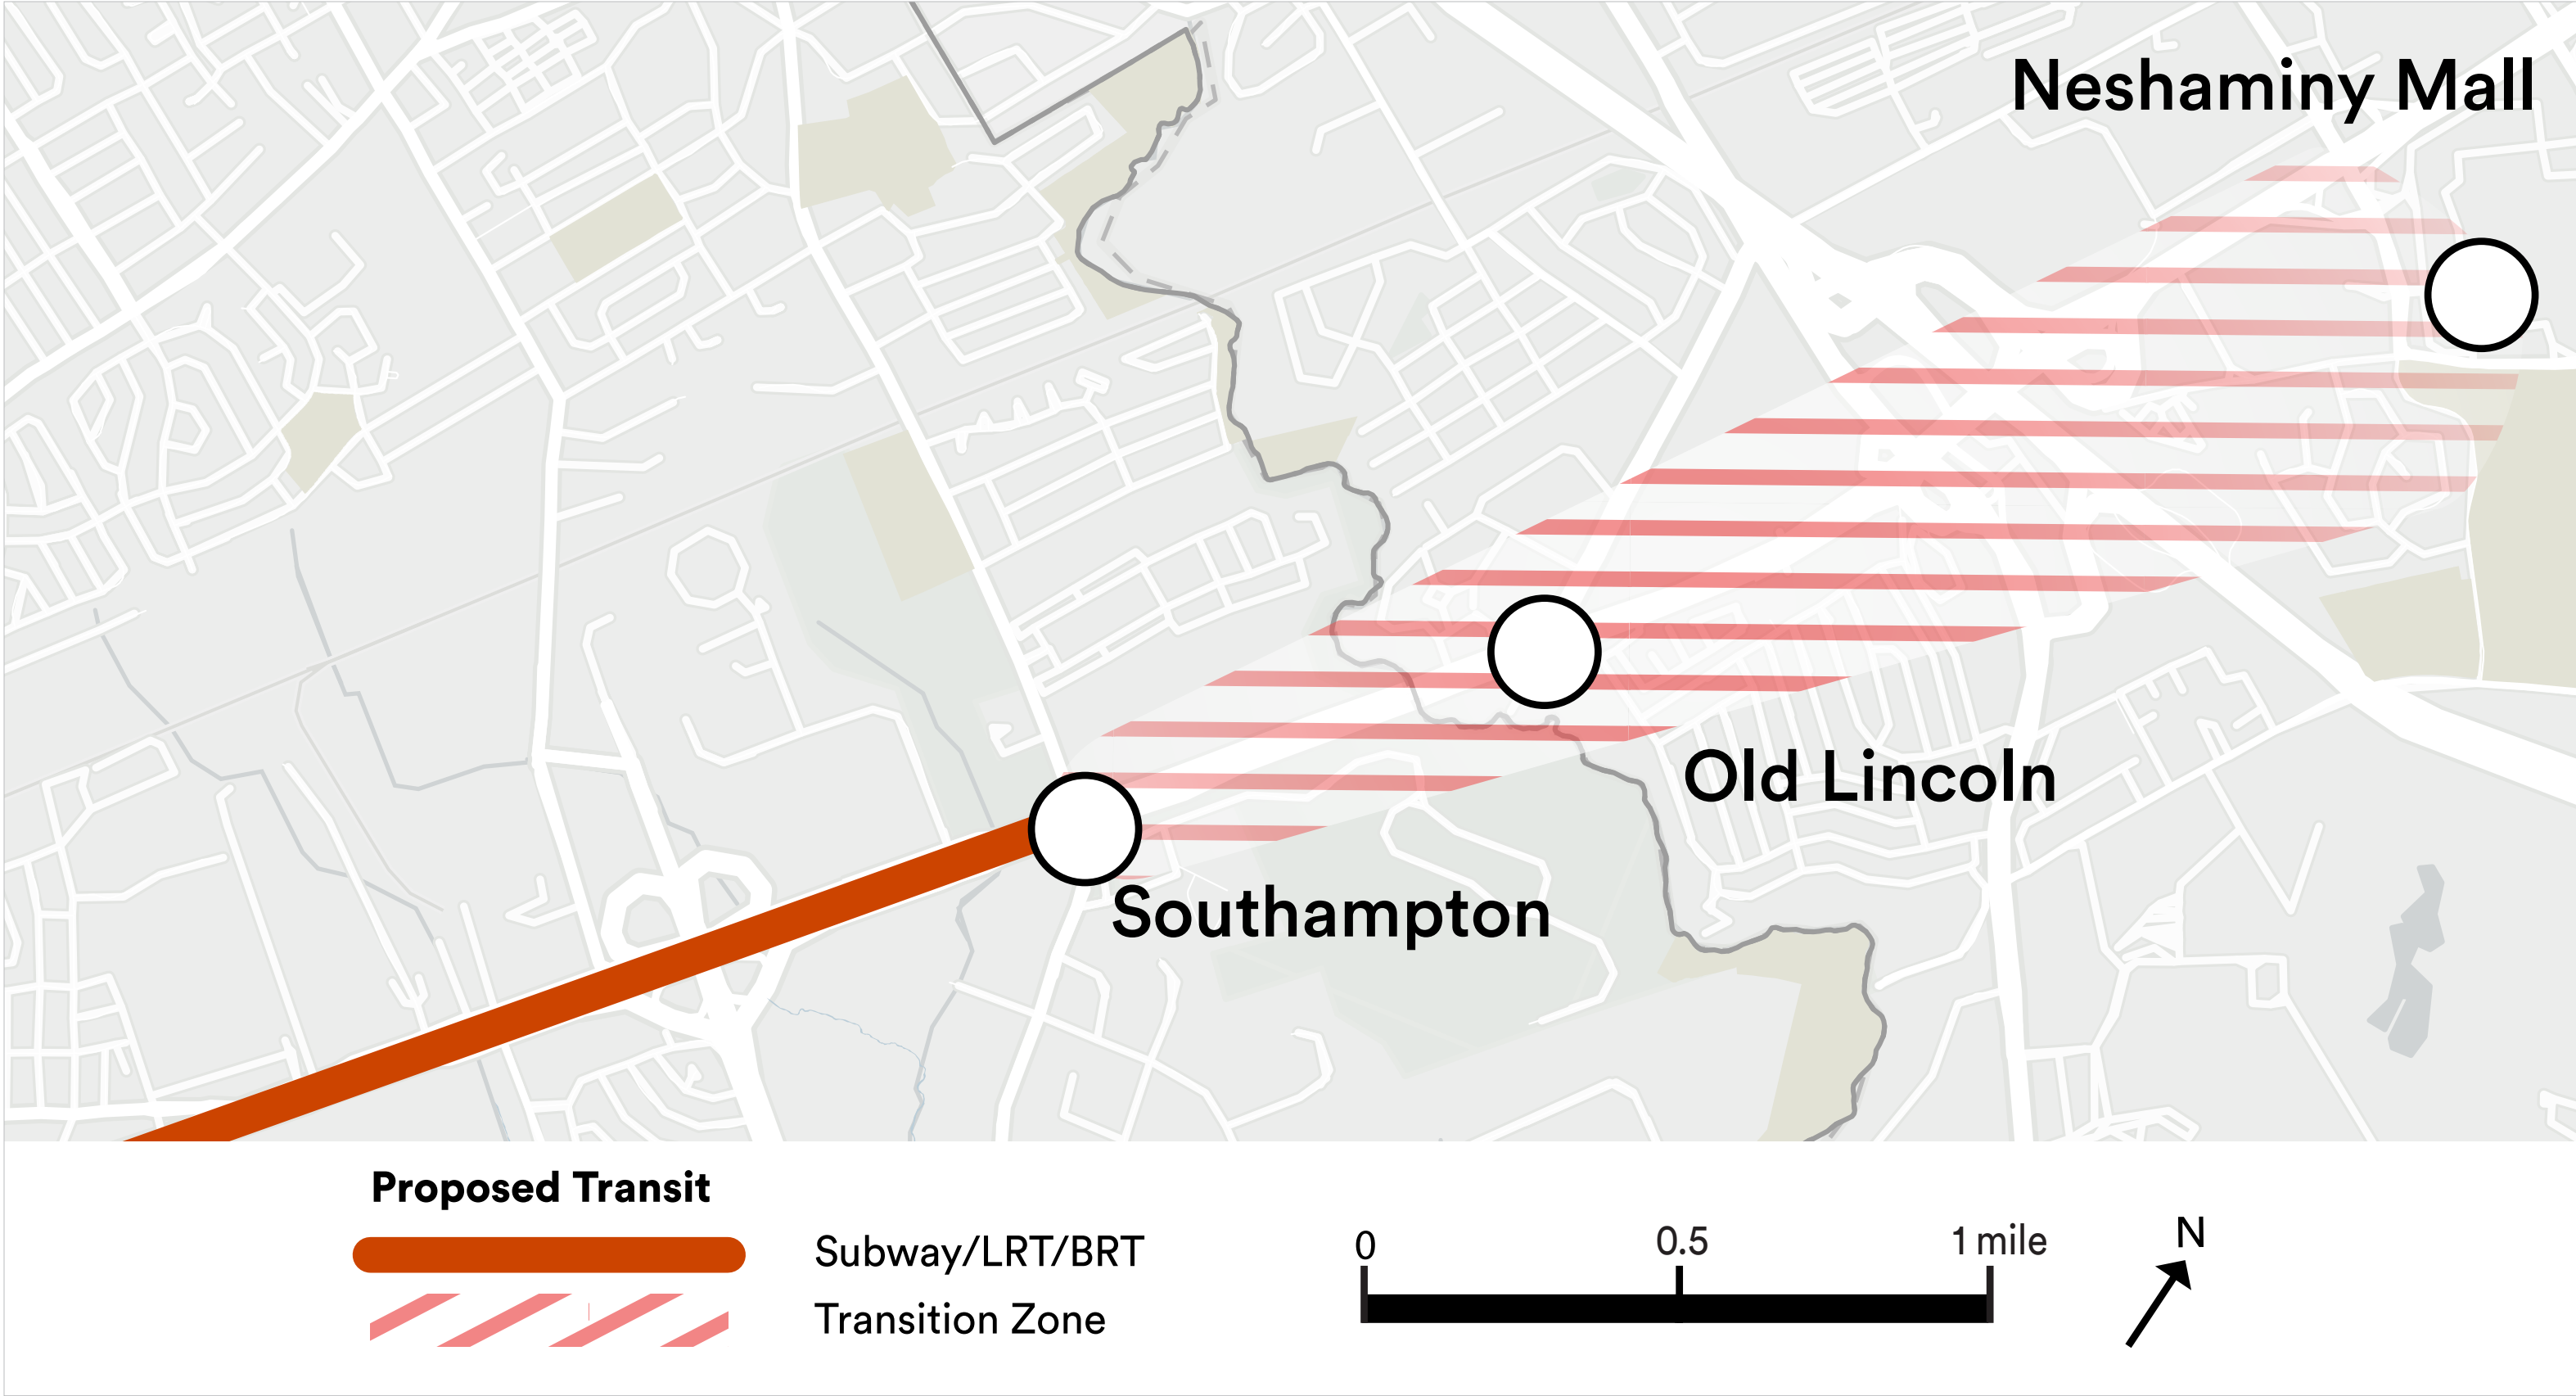 Neshaminy Mall
Old Lincoln
Southampton
Proposed Transit
Subway/LRT/BRT
Transition Zone
0 0.5 1 mile
N